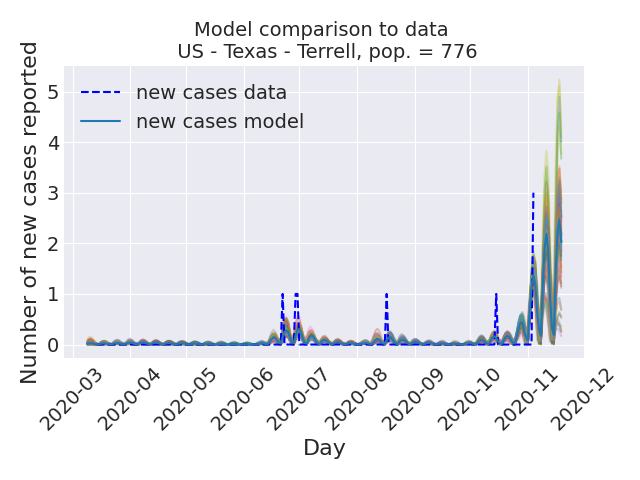 Model comparison to data
US - Texas - Terrell, pop. = 776
Number of new cases reported
5
4
3
2
1
0
new cases data
new cases model
2020-03
2020-04
2020-05
2020-06
2020-07
2020-08
2020-09
2020-10
2020-11
2020-12
Day